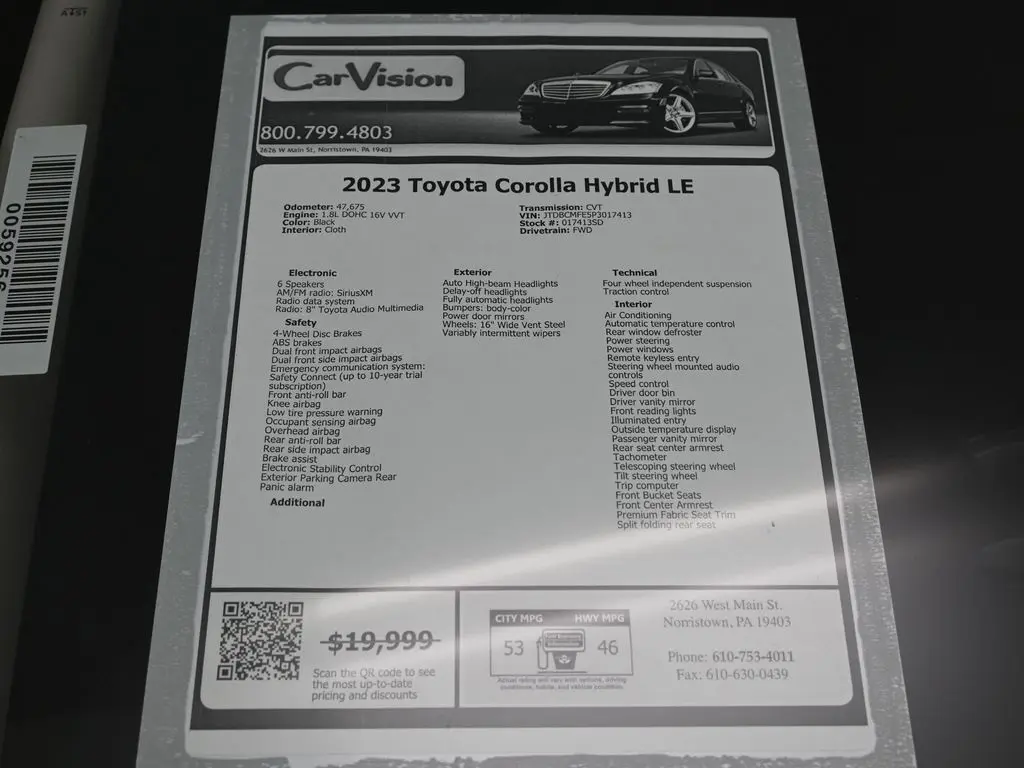 CarVision
800.799.4803
2626 W Main St, Norristown, PA 19403
2023 Toyota Corolla Hybrid LE
Odometer: 47,675
Engine: 1.8L DOHC 16V VVT
Color: Black
Interior: Cloth
Transmission: CVT
VIN: JTDBCMFE5P3017413
Stock #: 017413SD
Drivetrain: FWD
Electronic
6 Speakers
AM/FM radio: SiriusXM
Radio data system
Radio: 8" Toyota Audio Multimedia
Safety
4-Wheel Disc Brakes
ABS brakes
Dual front impact airbags
Dual front side impact airbags
Emergency communication system:
Safety Connect (up to 10-year trial
subscription)
Front anti-roll bar
Knee airbag
Low tire pressure warning
Occupant sensing airbag
Overhead airbag
Rear anti-roll bar
Rear side impact airbag
Brake assist
Electronic Stability Control
Exterior Parking Camera Rear
Panic alarm
Additional
Exterior
Auto High-beam Headlights
Delay-off headlights
Fully automatic headlights
Bumpers: body-color
Power door mirrors
Wheels: 16" Wide Vent Steel
Variably intermittent wipers
Technical
Four wheel independent suspension
Traction control
Interior
Air Conditioning
Automatic temperature control
Rear window defroster
Power steering
Power windows
Remote keyless entry
Steering wheel mounted audio
controls
Speed control
Driver door bin
Driver vanity mirror
Front reading lights
Illuminated entry
Outside temperature display
Passenger vanity mirror
Rear seat center armrest
Tachometer
Telescoping steering wheel
Tilt steering wheel
Trip computer
Front Bucket Seats
Front Center Armrest
Premium Fabric Seat Trim
Split folding rear seat
$19,999
Scan the QR code to see
the most up-to-date
pricing and discounts
CITY MPG HWY MPG
53 46
Actual rating will vary with options, driving
conditions, habits, and vehicle condition.
2626 West Main St.
Norristown, PA 19403
Phone: 610-753-4011
Fax: 610-630-0439